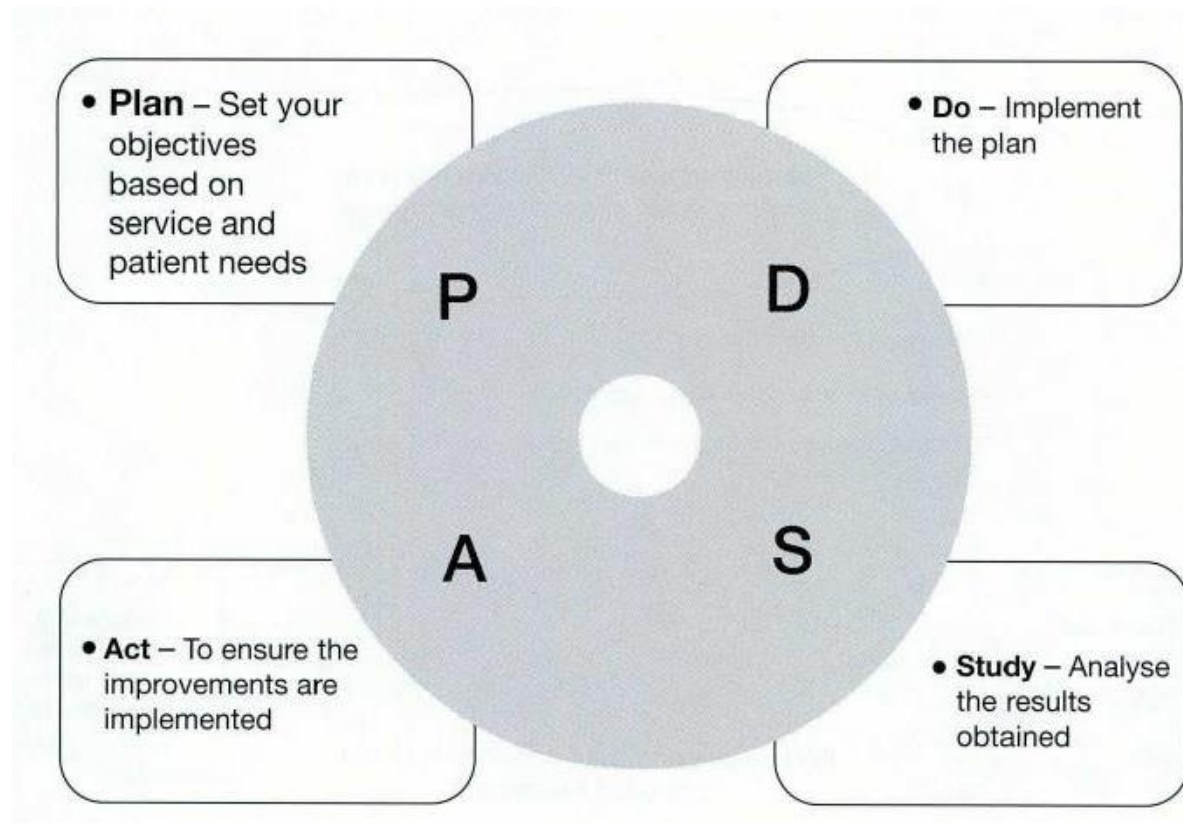 • Plan – Set your
objectives
based on
service and
patient needs
• Do – Implement
the plan
P
D
A
S
• Act – To ensure the
improvements are
implemented
• Study – Analyse
the results
obtained